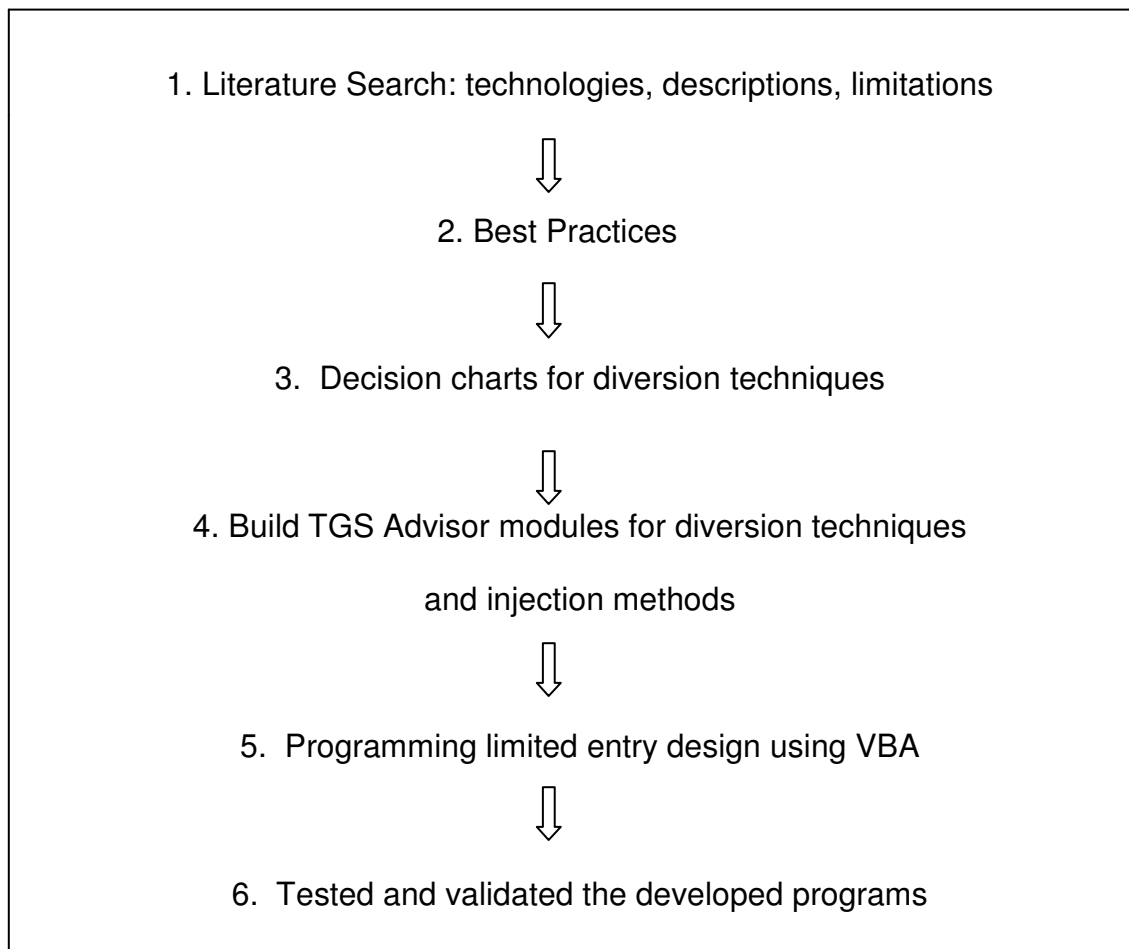 1. Literature Search: technologies, descriptions, limitations
2. Best Practices
3. Decision charts for diversion techniques
4. Build TGS Advisor modules for diversion techniques
and injection methods
5. Programming limited entry design using VBA
6. Tested and validated the developed programs